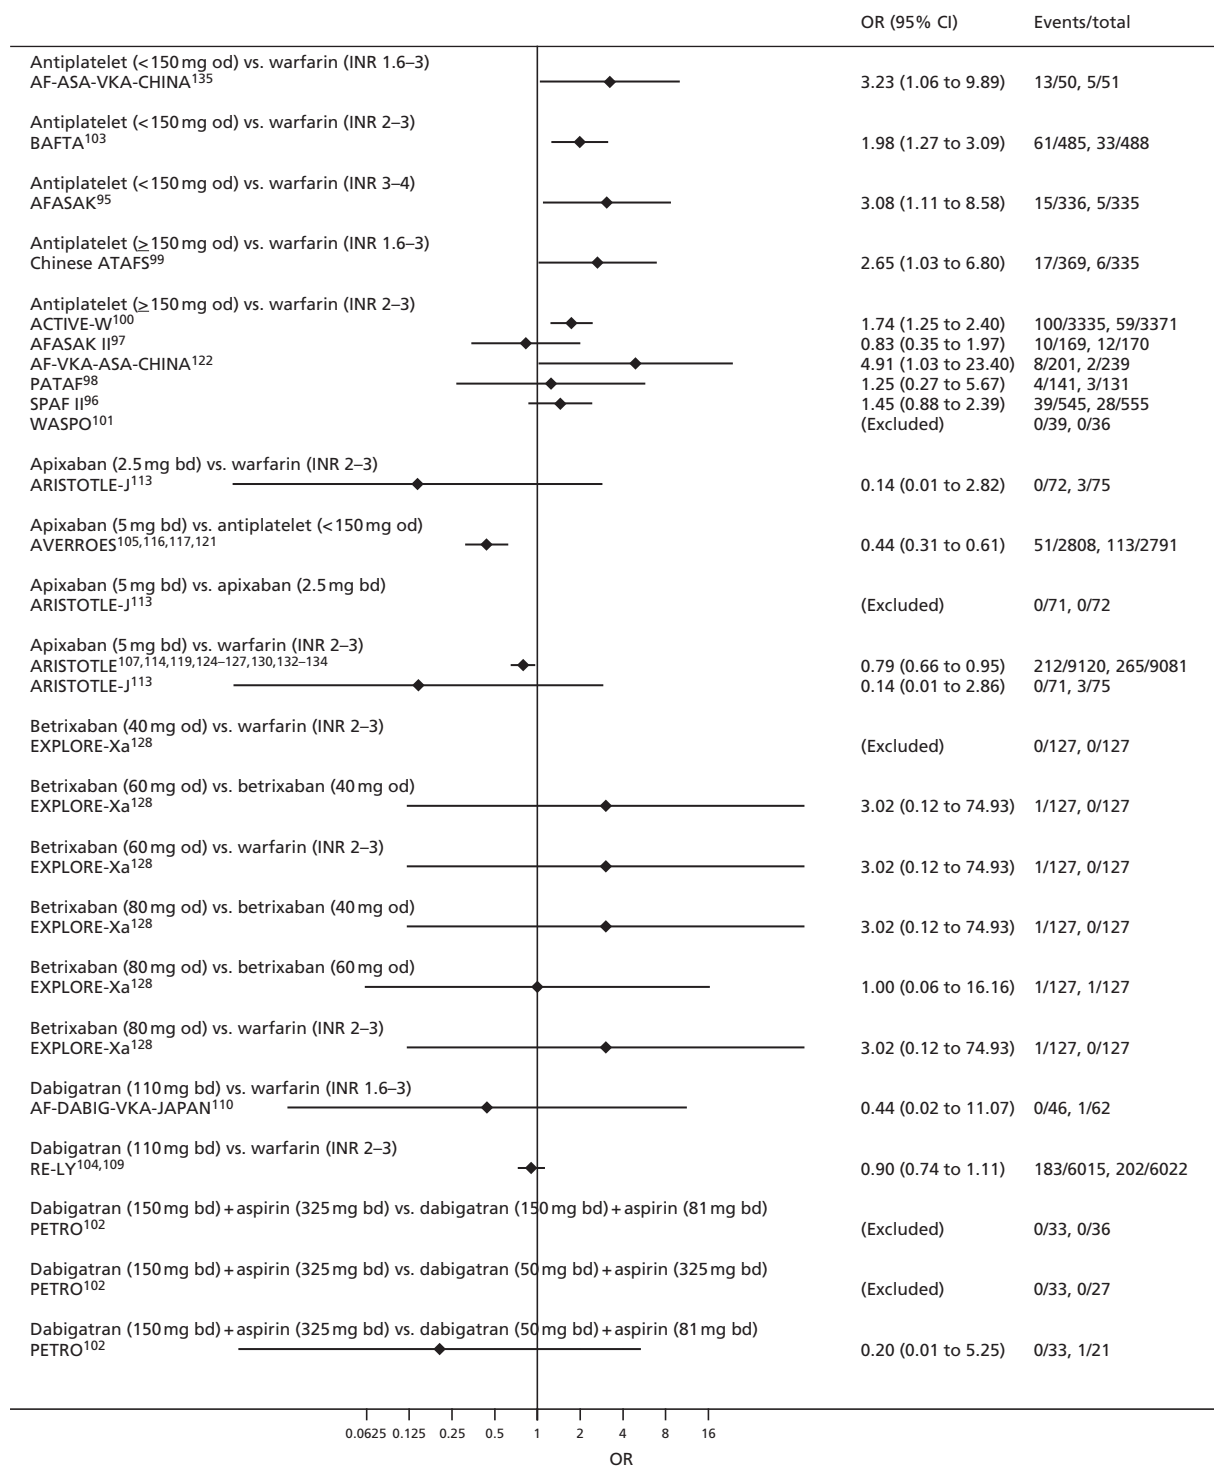 OR (95% CI) Events/total
Antiplatelet (<150 mg od) vs. warfarin (INR 1.6–3)
AF-ASA-VKA-CHINA135 3.23 (1.06 to 9.89) 13/50, 5/51
Antiplatelet (<150 mg od) vs. warfarin (INR 2–3)
BAFTA103 1.98 (1.27 to 3.09) 61/485, 33/488
Antiplatelet (<150 mg od) vs. warfarin (INR 3–4)
AFASAK95 3.08 (1.11 to 8.58) 15/336, 5/335
Antiplatelet (≥150 mg od) vs. warfarin (INR 1.6–3)
Chinese ATAFS99 2.65 (1.03 to 6.80) 17/369, 6/335
Antiplatelet (≥150 mg od) vs. warfarin (INR 2–3)
ACTIVE-W100 1.74 (1.25 to 2.40) 100/3335, 59/3371
AFASAK II97 0.83 (0.35 to 1.97) 10/169, 12/170
AF-VKA-ASA-CHINA122 4.91 (1.03 to 23.40) 8/201, 2/239
PATAF98 1.25 (0.27 to 5.67) 4/141, 3/131
SPAF II96 1.45 (0.88 to 2.39) 39/545, 28/555
WASPO101 (Excluded) 0/39, 0/36
Apixaban (2.5 mg bd) vs. warfarin (INR 2–3)
ARISTOTLE-J113 0.14 (0.01 to 2.82) 0/72, 3/75
Apixaban (5 mg bd) vs. antiplatelet (<150 mg od)
AVERROES105,116,117,121 0.44 (0.31 to 0.61) 51/2808, 113/2791
Apixaban (5 mg bd) vs. apixaban (2.5 mg bd)
ARISTOTLE-J113 (Excluded) 0/71, 0/72
Apixaban (5 mg bd) vs. warfarin (INR 2–3)
ARISTOTLE107,114,119,124–127,130,132–134 0.79 (0.66 to 0.95) 212/9120, 265/9081
ARISTOTLE-J113 0.14 (0.01 to 2.86) 0/71, 3/75
Betrixaban (40 mg od) vs. warfarin (INR 2–3)
EXPLORE-Xa128 (Excluded) 0/127, 0/127
Betrixaban (60 mg od) vs. betrixaban (40 mg od)
EXPLORE-Xa128 3.02 (0.12 to 74.93) 1/127, 0/127
Betrixaban (60 mg od) vs. warfarin (INR 2–3)
EXPLORE-Xa128 3.02 (0.12 to 74.93) 1/127, 0/127
Betrixaban (80 mg od) vs. betrixaban (40 mg od)
EXPLORE-Xa128 3.02 (0.12 to 74.93) 1/127, 0/127
Betrixaban (80 mg od) vs. betrixaban (60 mg od)
EXPLORE-Xa128 1.00 (0.06 to 16.16) 1/127, 1/127
Betrixaban (80 mg od) vs. warfarin (INR 2–3)
EXPLORE-Xa128 3.02 (0.12 to 74.93) 1/127, 0/127
Dabigatran (110 mg bd) vs. warfarin (INR 1.6–3)
AF-DABIG-VKA-JAPAN110 0.44 (0.02 to 11.07) 0/46, 1/62
Dabigatran (110 mg bd) vs. warfarin (INR 2–3)
RE-LY104,109 0.90 (0.74 to 1.11) 183/6015, 202/6022
Dabigatran (150 mg bd) + aspirin (325 mg bd) vs. dabigatran (150 mg bd) + aspirin (81 mg bd)
PETRO102 (Excluded) 0/33, 0/36
Dabigatran (150 mg bd) + aspirin (325 mg bd) vs. dabigatran (50 mg bd) + aspirin (325 mg bd)
PETRO102 (Excluded) 0/33, 0/27
Dabigatran (150 mg bd) + aspirin (325 mg bd) vs. dabigatran (50 mg bd) + aspirin (81 mg bd)
PETRO102 0.20 (0.01 to 5.25) 0/33, 1/21
0.0625 0.125 0.25 0.5 1 2 4 8 16
OR